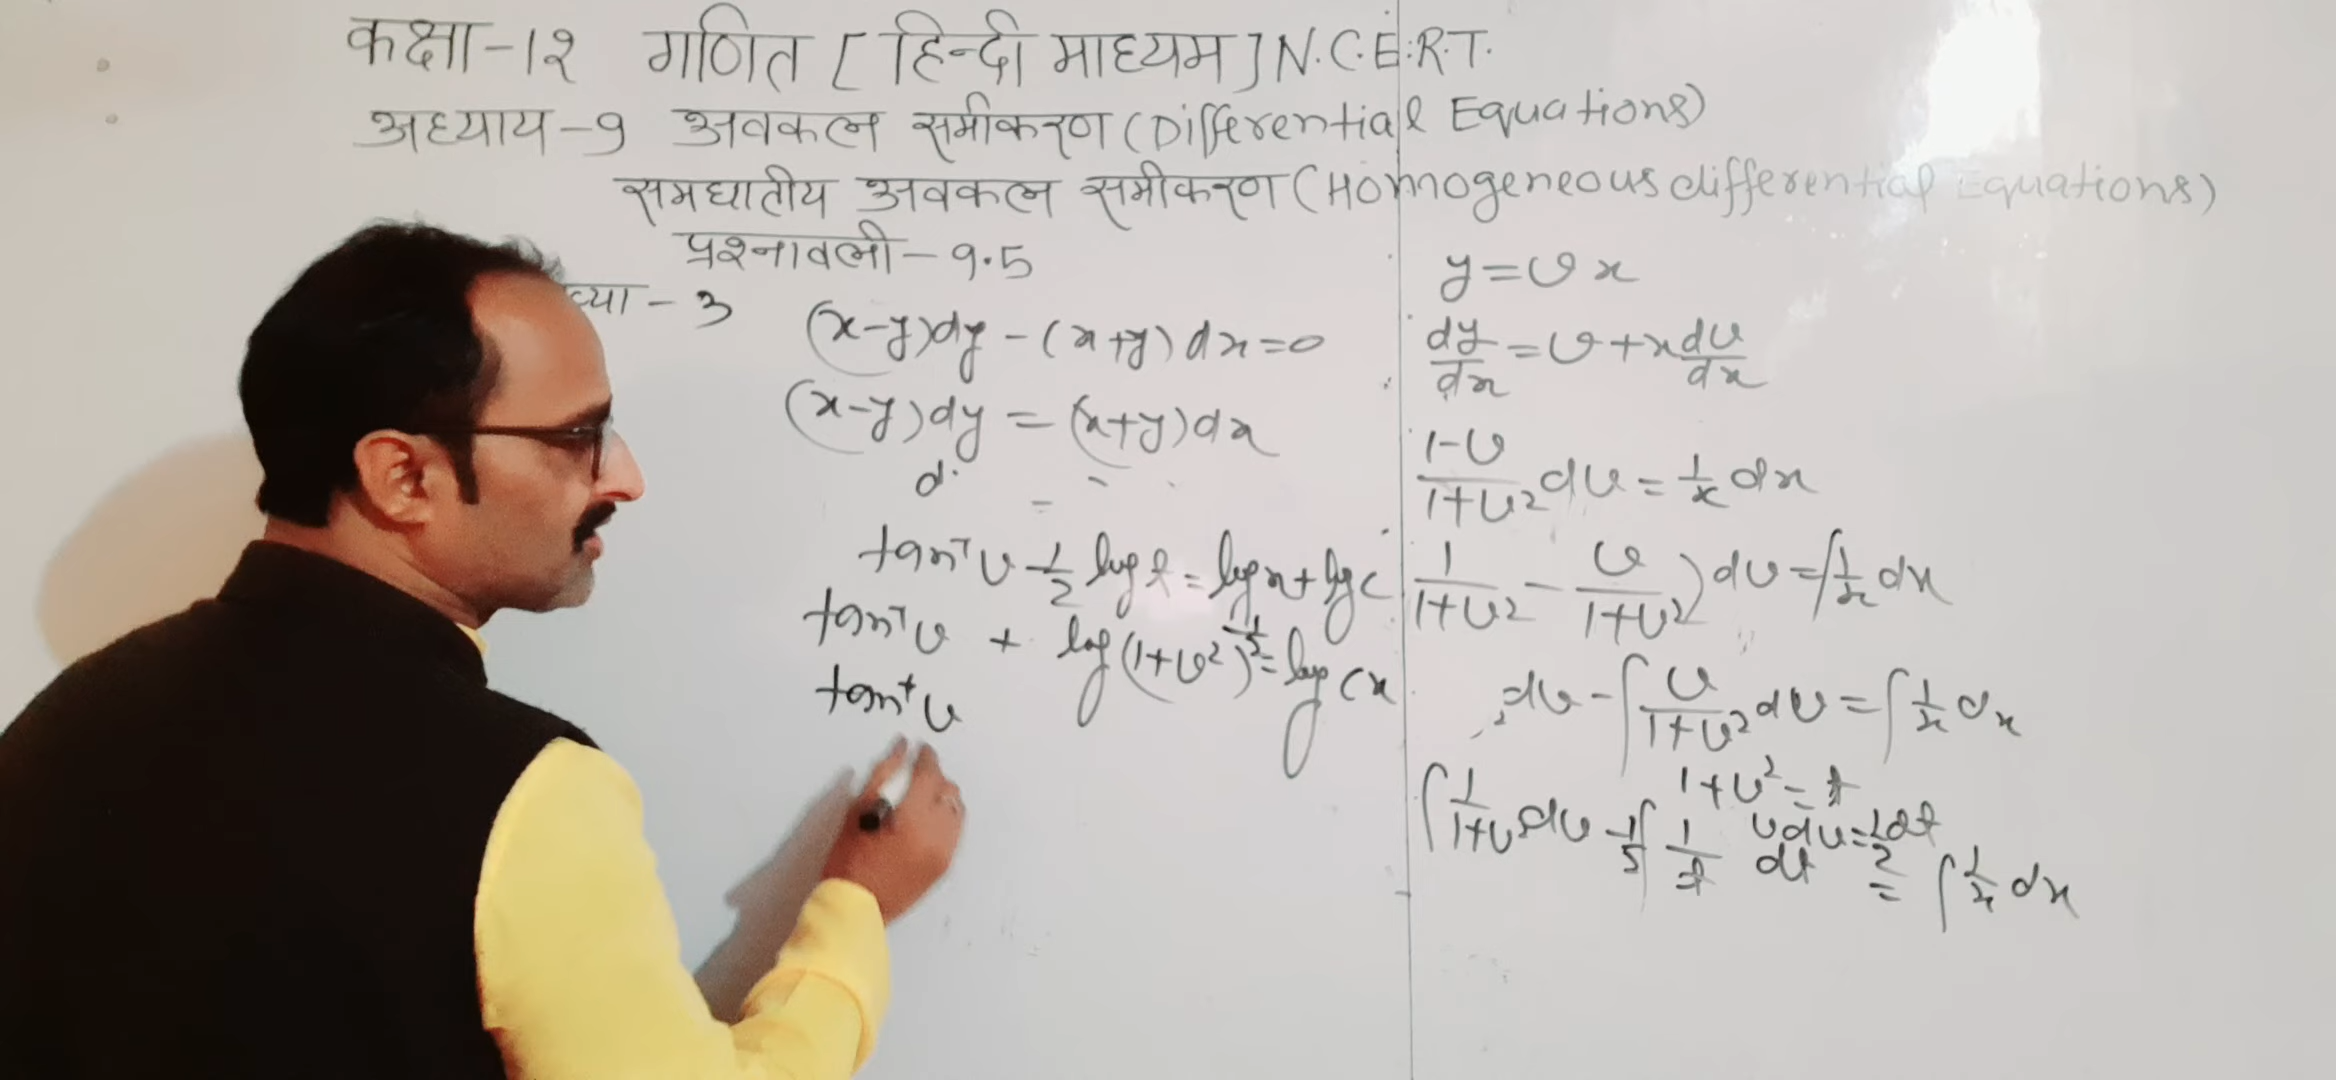 कक्षा-१२ गणित [हिन्दी माध्यम] N.C.E.R.T.
अध्याय-9 अवकलन समीकरण (Differential Equations)
समघातीय अवकलन समीकरण (Homogeneous differential Equations)
प्रश्नावली-9.5
ख्या-3
(x-y)dy-(x+y)dx=0
(x-y)dy=(x+y)dx
d
tan⁻¹v-1/2 log t=log x+log c
tan⁻¹v + log(1+v²)^1/2=log cx
tan⁻¹v
y=vx
dy/dx=v+x dv/dx
1-v/1+v² dv=1/x dx
1/1+v² - v/1+v²)dv=∫1/x dx
dv-∫v/1+v² dv=∫1/x dx
1+v²=t
vdv=1/2dt
∫1/1+v² dv-1/2∫1/t dt = ∫1/x dx